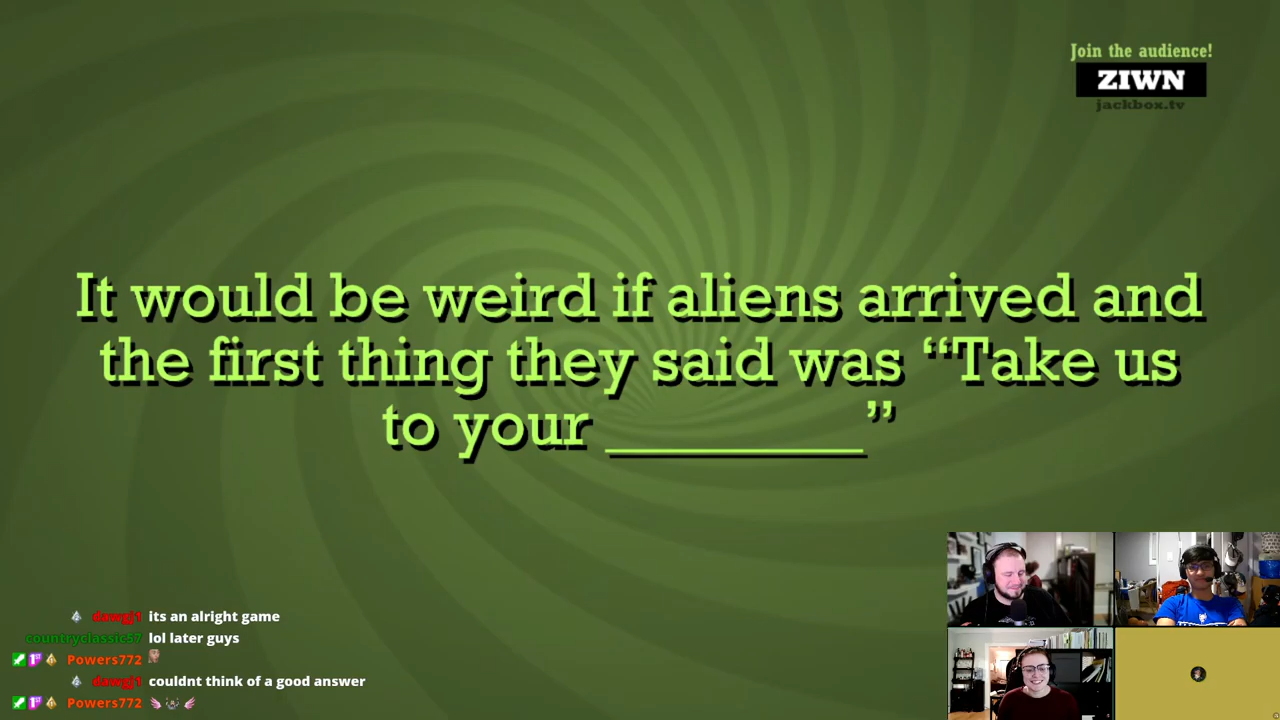 Join the audience!
ZIWN
jackbox.tv
It would be weird if aliens arrived and
the first thing they said was “Take us
to your ________”
dawgj1 its an alright game
countryclassic57 lol later guys
Powers772
dawgj1 couldnt think of a good answer
Powers772